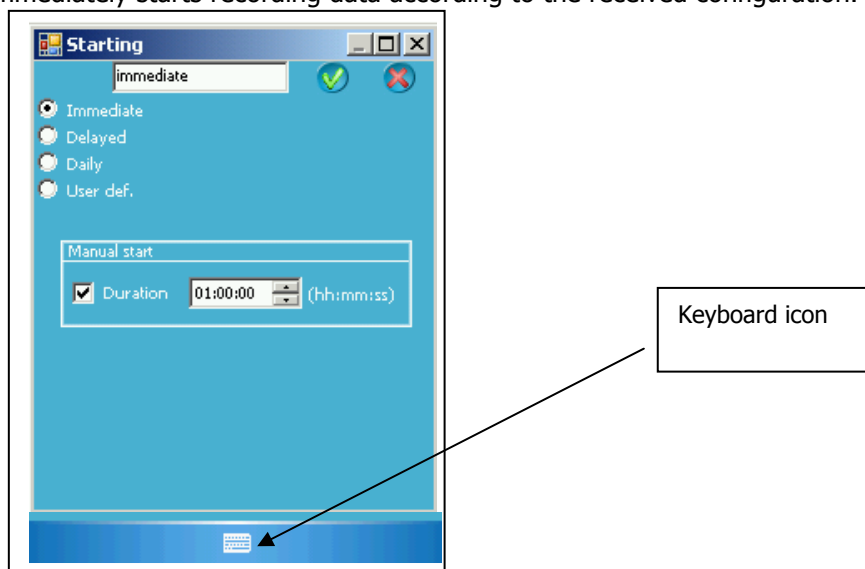 immediately starts recording data according to the received configuration.
Starting
immediate
Immediate
Delayed
Daily
User def.
Manual start
Duration 01:00:00 (hh:mm:ss)
Keyboard icon